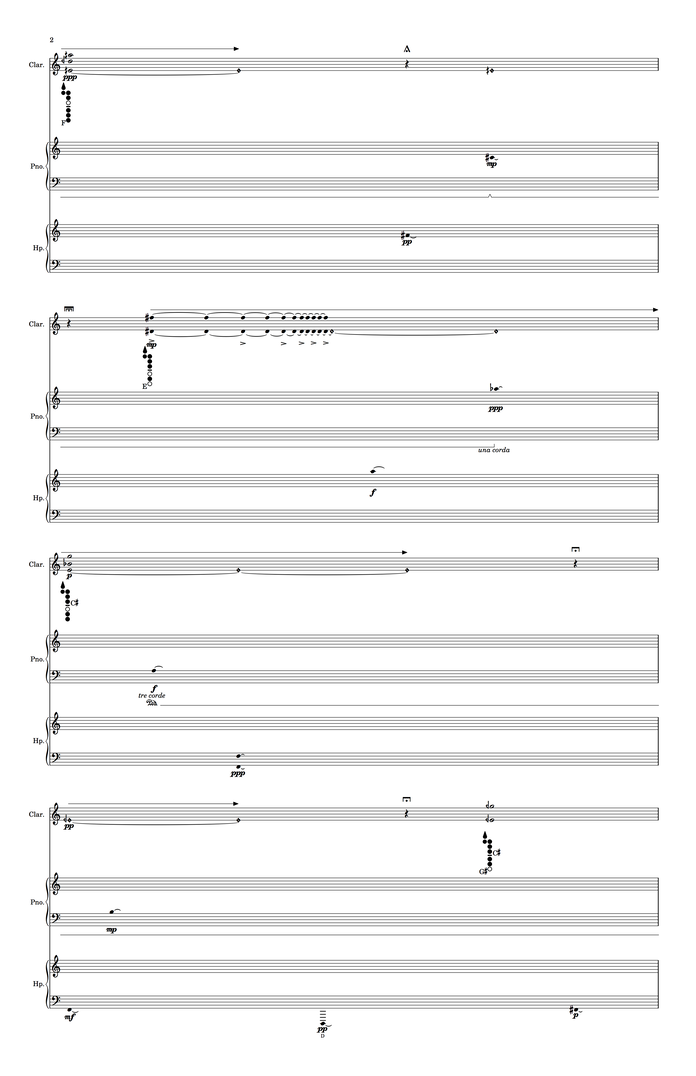 2
Clar.
ppp
F
Pno.
mp
Hp.
pp
Clar.
mp
E
Pno.
ppp
una corda
Hp.
f
Clar.
p
C♯
Pno.
f
tre corde
Hp.
ppp
Clar.
pp
C♯
G♯
Pno.
mp
Hp.
mf
pp
p
D